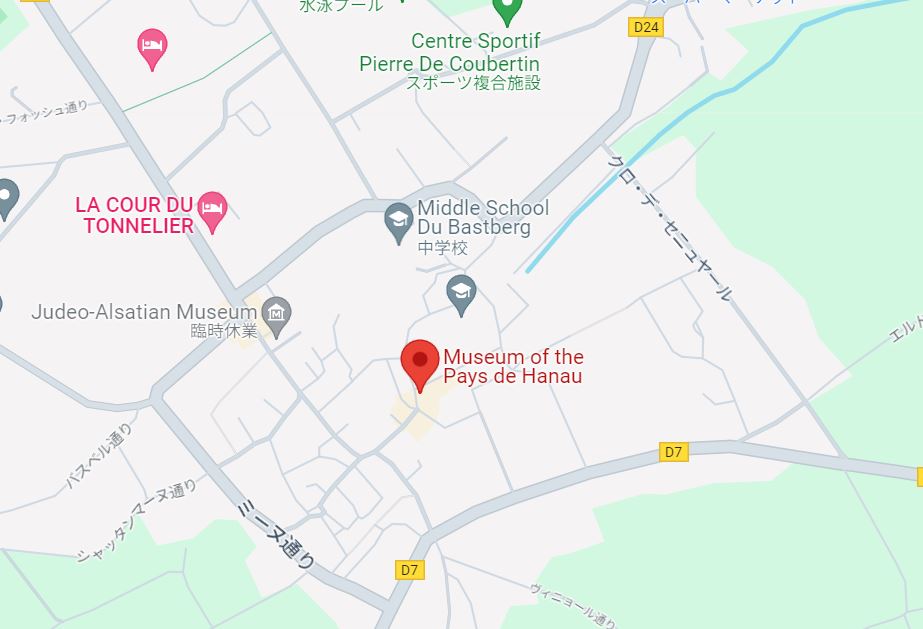 水泳プール
D24
Centre Sportif
Pierre De Coubertin
スポーツ複合施設
フォッシュ通り
クロ・デ・セニュヤール
LA COUR DU
TONNELIER
Middle School
Du Bastberg
中学校
Judeo-Alsatian Museum
臨時休業
Museum of the
Pays de Hanau
バスベル通り
D7
シャッタンマーヌ通り
ミーヌ通り
D7
ヴィニョール通り